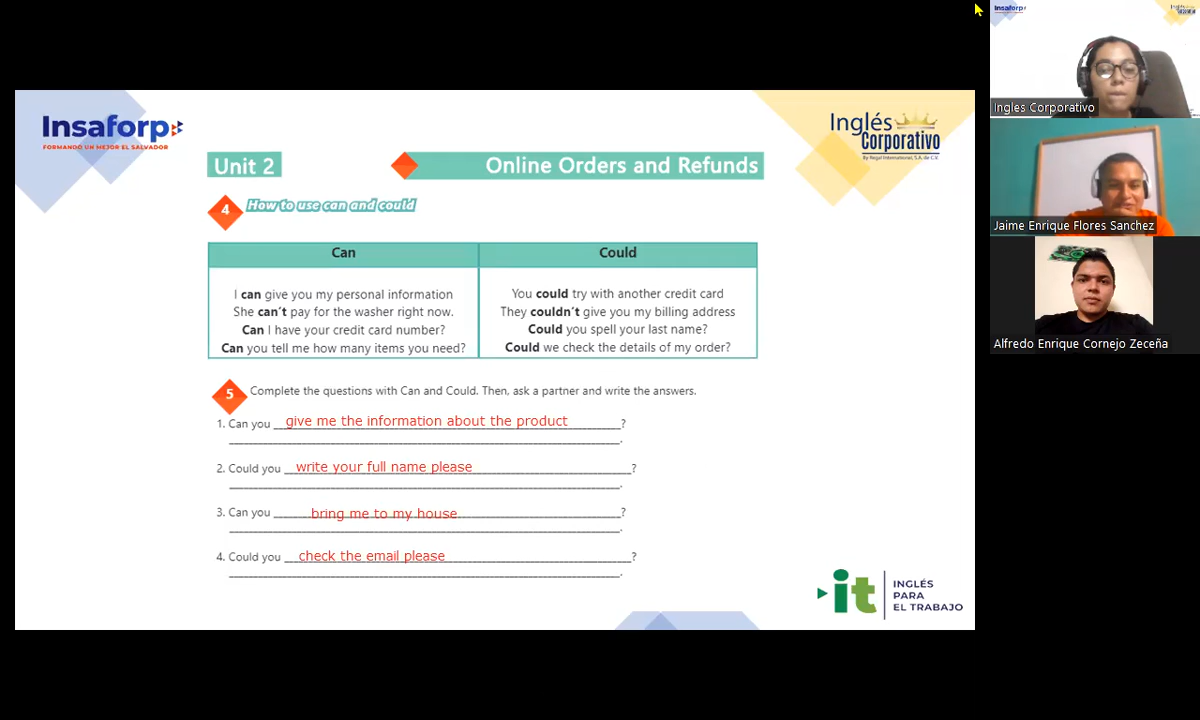 Insaforp
FORMANDO UN MEJOR EL SALVADOR
Inglés
Corporativo
By Regal International, S.A. de C.V.
Unit 2
Online Orders and Refunds
4
How to use can and could
Can
Could
I can give you my personal information
She can't pay for the washer right now.
Can I have your credit card number?
Can you tell me how many items you need?
You could try with another credit card
They couldn't give you my billing address
Could you spell your last name?
Could we check the details of my order?
5
Complete the questions with Can and Could. Then, ask a partner and write the answers.
1. Can you give me the information about the product ?
2. Could you write your full name please ?
3. Can you bring me to my house ?
4. Could you check the email please ?
it
INGLÉS
PARA
EL TRABAJO
Insaforp
Ingles Corporativo
Jaime Enrique Flores Sanchez
Alfredo Enrique Cornejo Zeceña